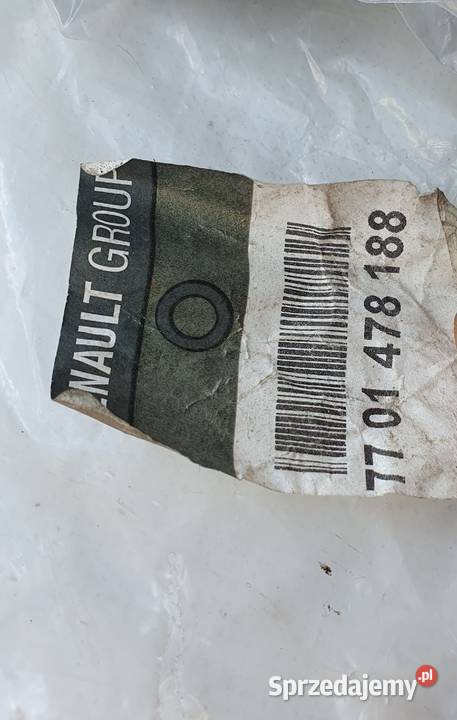 NAULT GROUP
77 01 478 188
Sprzedajemy.pl